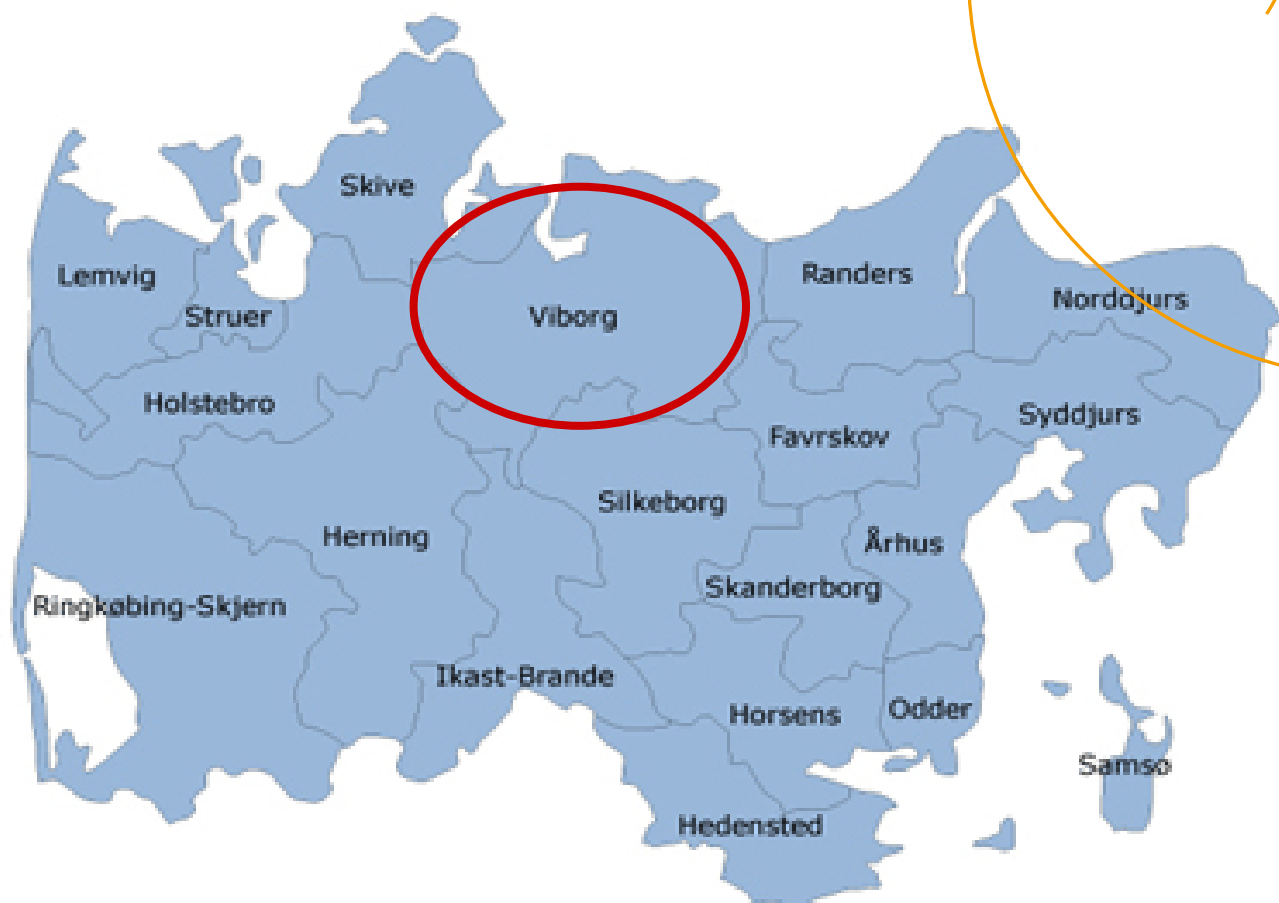 Skive
Lemvig
Randers
Norddjurs
Struer
Viborg
Holstebro
Syddjurs
Favrskov
Silkeborg
Herning
Århus
Skanderborg
Ringkøbing-Skjern
Ikast-Brande
Horsens
Odder
Samsø
Hedensted